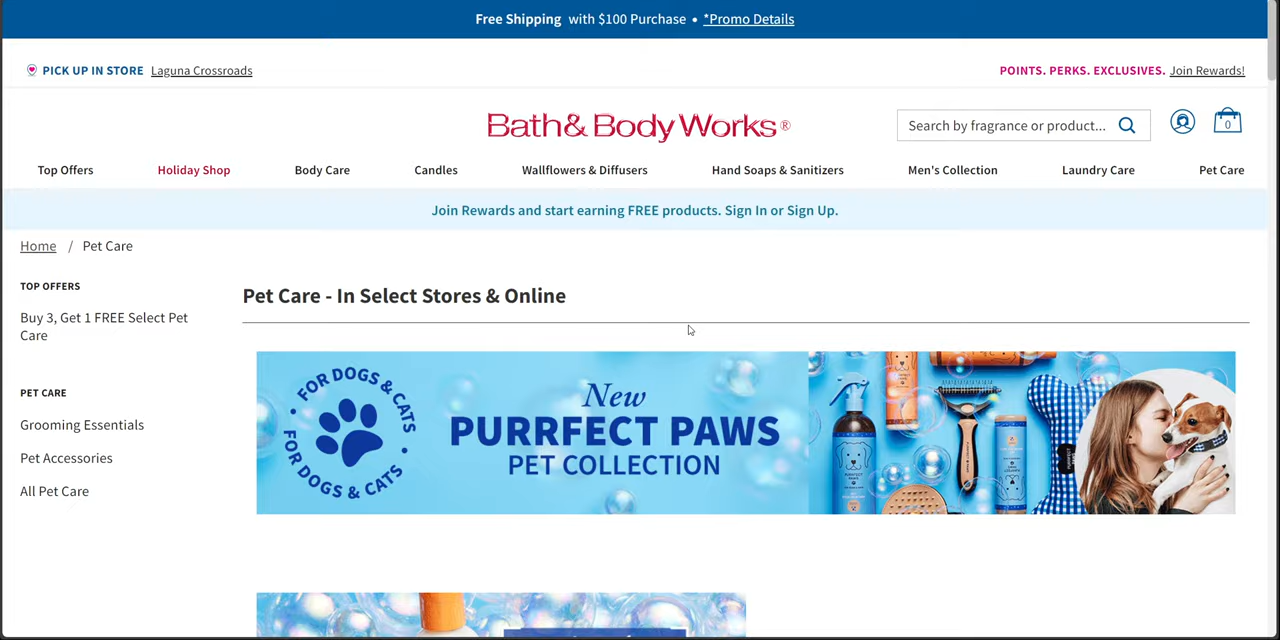 Free Shipping with $100 Purchase • *Promo Details
PICK UP IN STORE Laguna Crossroads
POINTS. PERKS. EXCLUSIVES. Join Rewards!
Bath & Body Works®
Search by fragrance or product...
0
Top Offers Holiday Shop Body Care Candles Wallflowers & Diffusers Hand Soaps & Sanitizers Men's Collection Laundry Care Pet Care
Join Rewards and start earning FREE products. Sign In or Sign Up.
Home / Pet Care
TOP OFFERS
Buy 3, Get 1 FREE Select Pet
Care
PET CARE
Grooming Essentials
Pet Accessories
All Pet Care
Pet Care - In Select Stores & Online
• FOR DOGS & CATS •
FOR DOGS & CATS
New
PURRFECT PAWS
PET COLLECTION